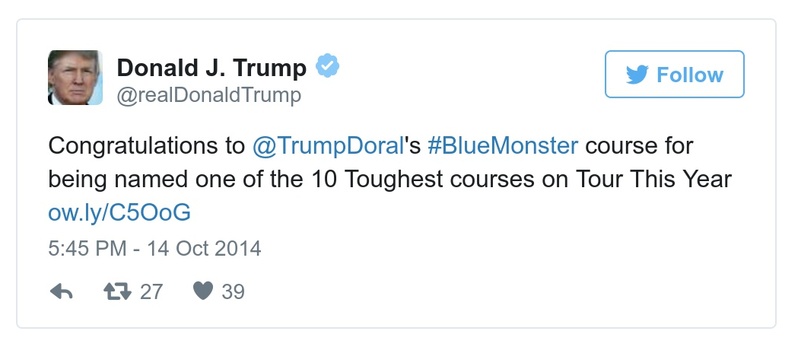 Donald J. Trump
@realDonaldTrump
Follow
Congratulations to @TrumpDoral's #BlueMonster course for
being named one of the 10 Toughest courses on Tour This Year
ow.ly/C5OoG
5:45 PM - 14 Oct 2014
27 39